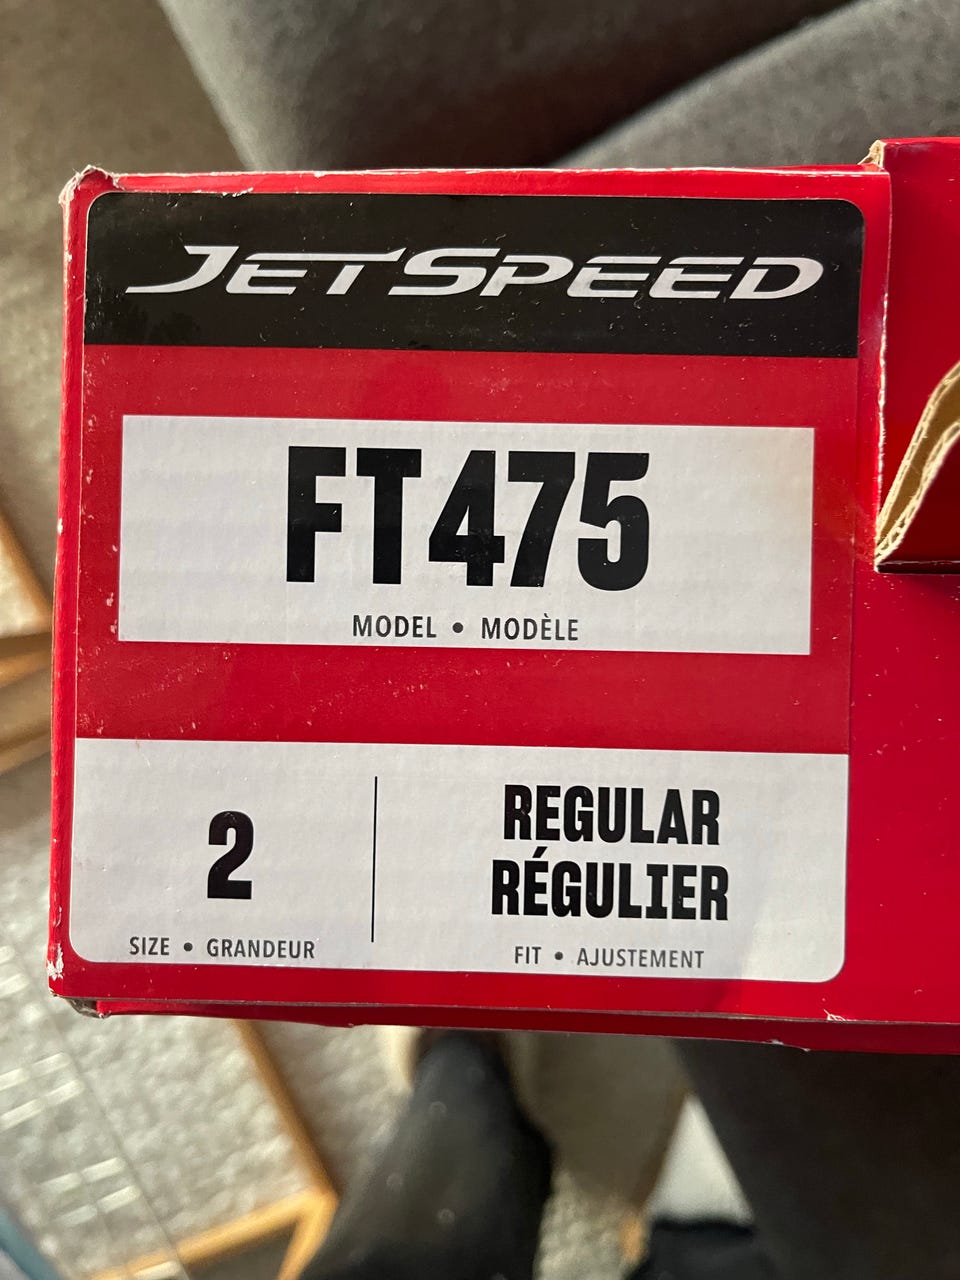 JETSPEED
FT475
MODEL • MODÈLE
2
SIZE • GRANDEUR
REGULAR
RÉGULIER
FIT • AJUSTEMENT